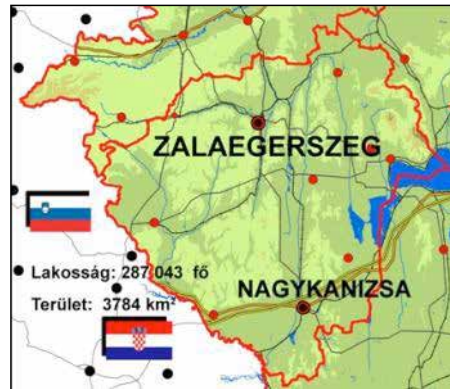 ZALAEGERSZEG
Lakosság: 287 043 fő
NAGYKANIZSA
Terület: 3784 km²